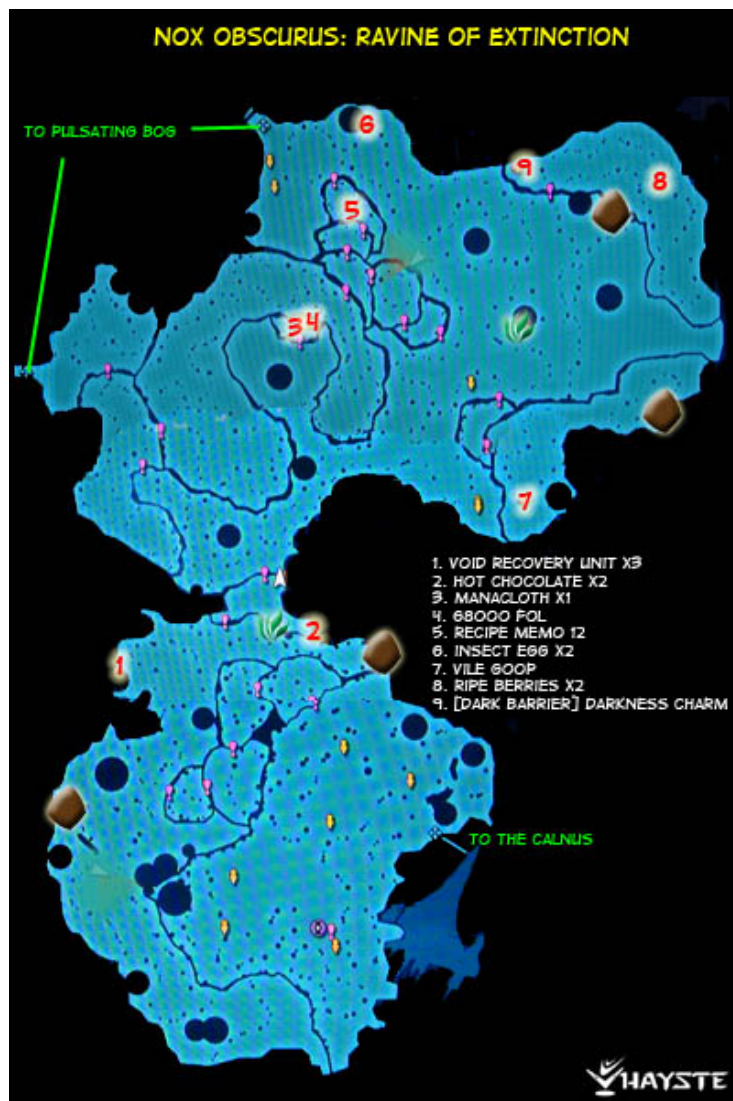 NOX OBSCURUS: RAVINE OF EXTINCTION
TO PULSATING BOG
6
9
8
5
3 4
7
1. VOID RECOVERY UNIT X3
2. HOT CHOCOLATE X2
3. MANACLOTH X1
4. 68000 FOL
5. RECIPE MEMO 12
6. INSECT EGG X2
7. VILE GOOP
8. RIPE BERRIES X2
9. [DARK BARRIER] DARKNESS CHARM
2
1
TO THE CALNUS
HAYSTE